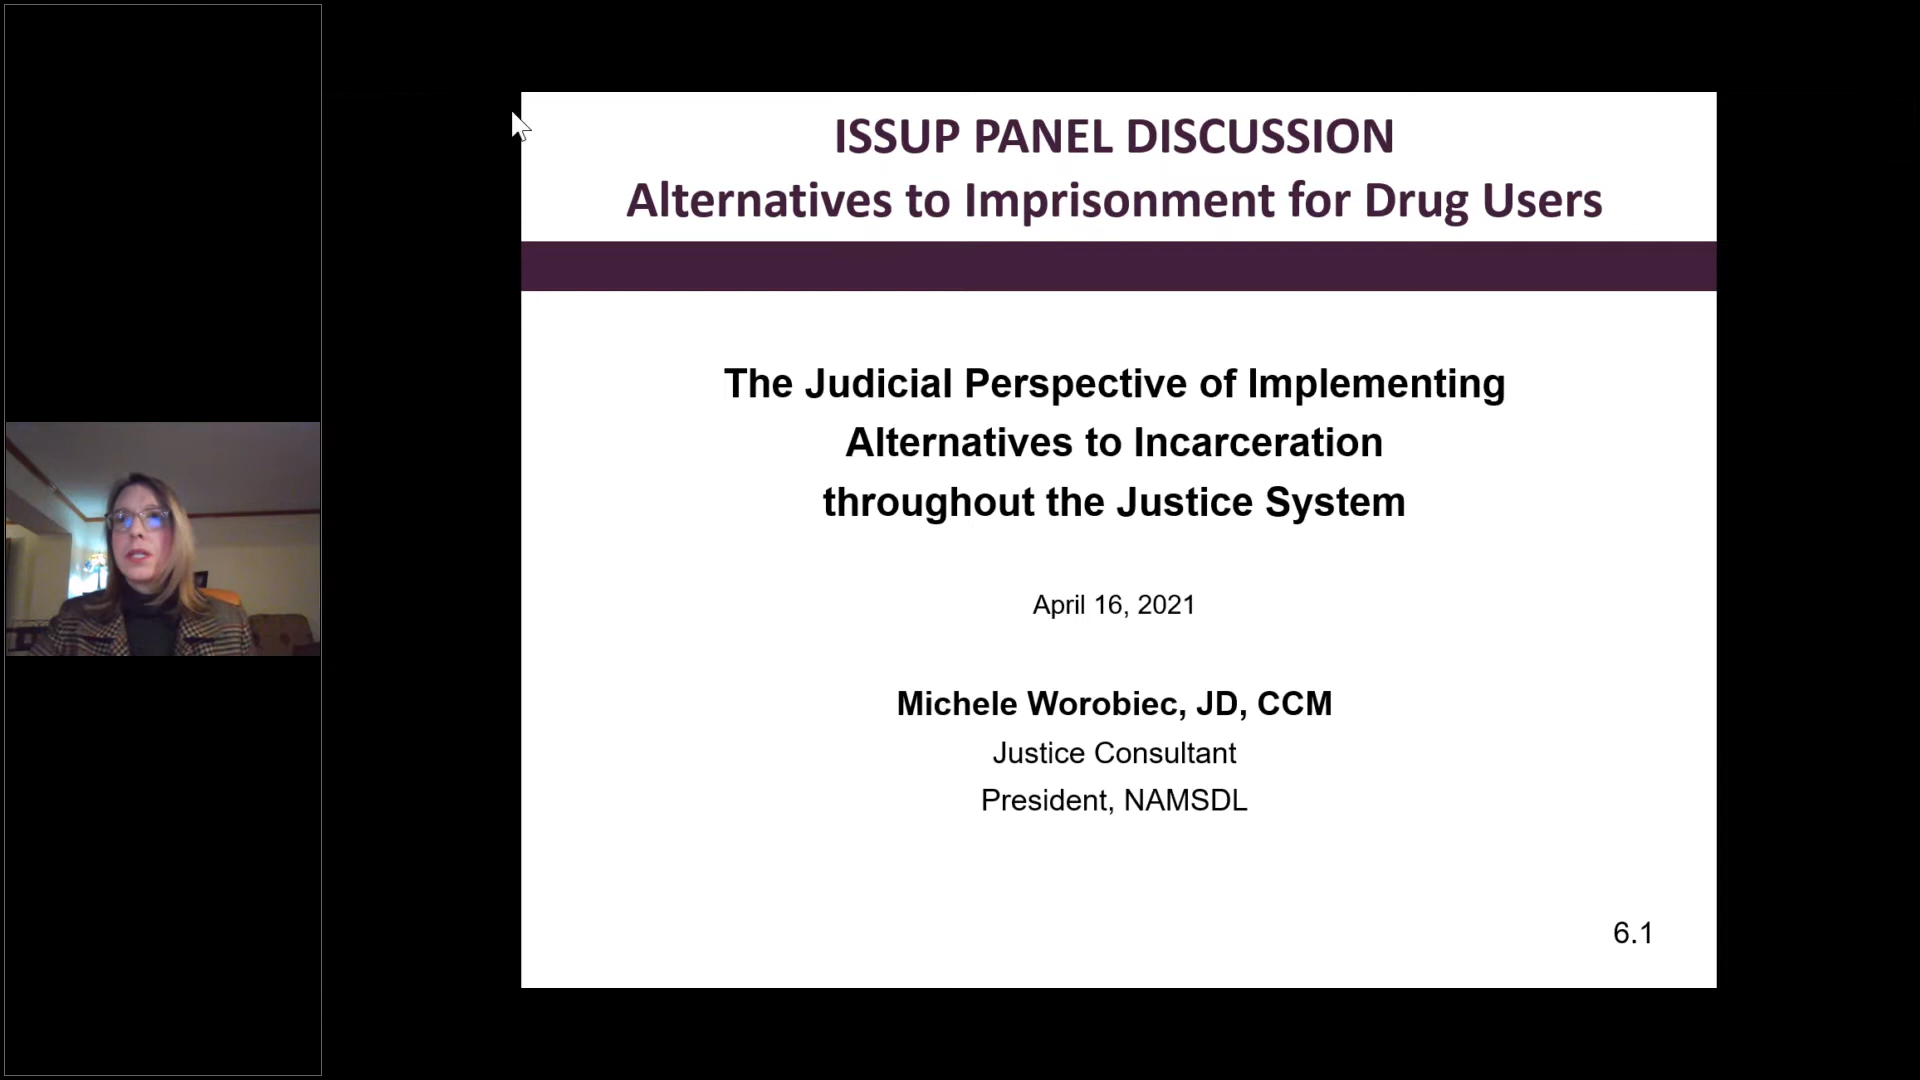 ISSUP PANEL DISCUSSION
Alternatives to Imprisonment for Drug Users
The Judicial Perspective of Implementing
Alternatives to Incarceration
throughout the Justice System
April 16, 2021
Michele Worobiec, JD, CCM
Justice Consultant
President, NAMSDL
6.1